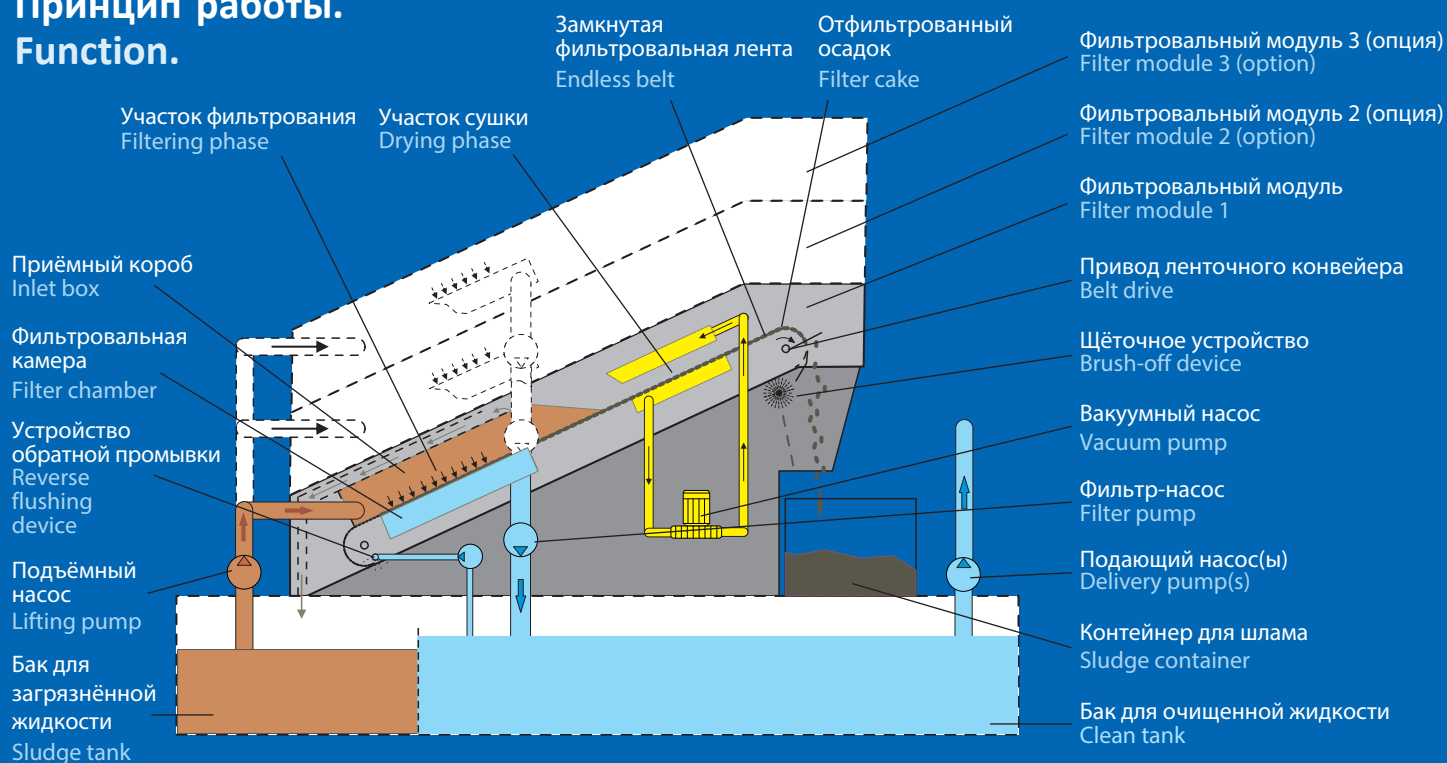 Принцип работы.
Function.
Замкнутая
фильтровальная лента
Endless belt
Отфильтрованный
осадок
Filter cake
Участок фильтрования
Filtering phase
Участок сушки
Drying phase
Приёмный короб
Inlet box
Фильтровальная
камера
Filter chamber
Устройство
обратной промывки
Reverse
flushing
device
Подъёмный
насос
Lifting pump
Бак для
загрязнённой
жидкости
Sludge tank
Фильтровальный модуль 3 (опция)
Filter module 3 (option)
Фильтровальный модуль 2 (опция)
Filter module 2 (option)
Фильтровальный модуль
Filter module 1
Привод ленточного конвейера
Belt drive
Щёточное устройство
Brush-off device
Вакуумный насос
Vacuum pump
Фильтр-насос
Filter pump
Подающий насос(ы)
Delivery pump(s)
Контейнер для шлама
Sludge container
Бак для очищенной жидкости
Clean tank